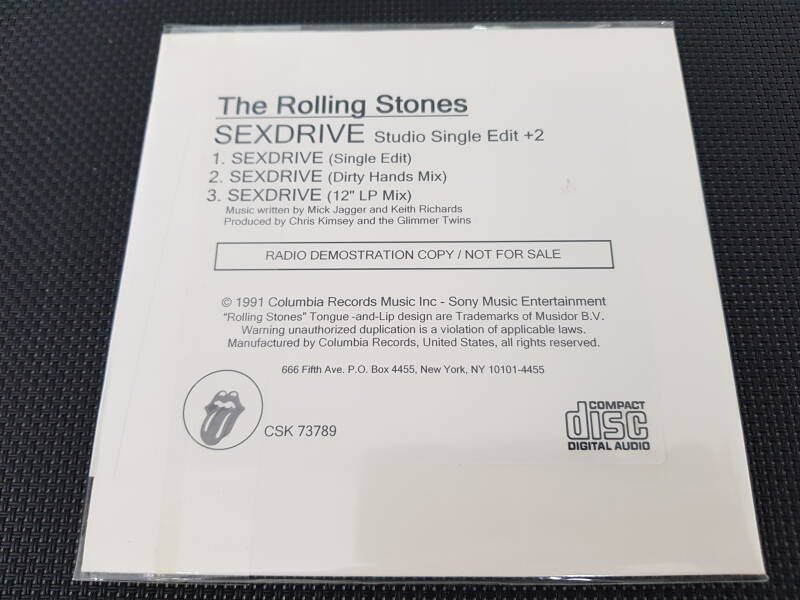 The Rolling Stones
SEXDRIVE Studio Single Edit +2
1. SEXDRIVE (Single Edit)
2. SEXDRIVE (Dirty Hands Mix)
3. SEXDRIVE (12" LP Mix)
Music written by Mick Jagger and Keith Richards
Produced by Chris Kimsey and the Glimmer Twins
RADIO DEMOSTRATION COPY / NOT FOR SALE
© 1991 Columbia Records Music Inc - Sony Music Entertainment
"Rolling Stones" Tongue -and-Lip design are Trademarks of Musidor B.V.
Warning unauthorized duplication is a violation of applicable laws.
Manufactured by Columbia Records, United States, all rights reserved.
666 Fifth Ave. P.O. Box 4455, New York, NY 10101-4455
CSK 73789
COMPACT
disc
DIGITAL AUDIO